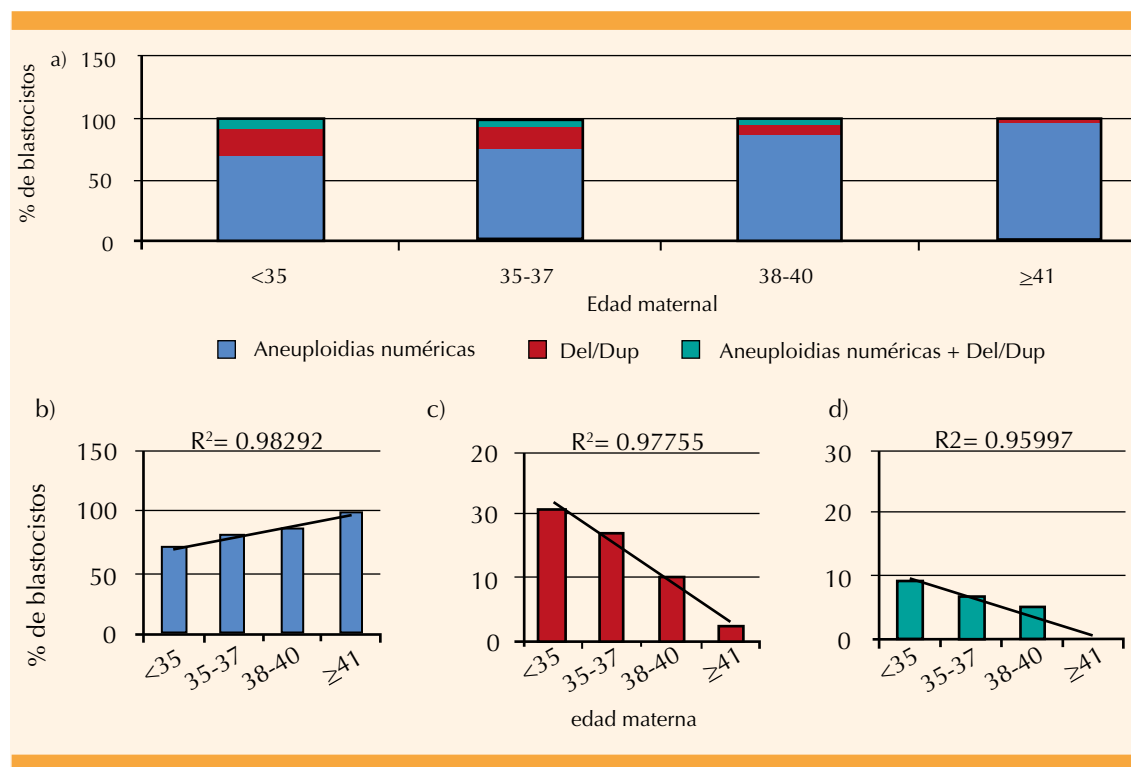 a)
% de blastocistos
150
100
50
0
<35 35-37 38-40 ≥41
Edad maternal
Aneuploidias numéricas Del/Dup Aneuploidias numéricas + Del/Dup
b)
R²= 0.98292
% de blastocistos
150
100
50
0
<35 35-37 38-40 ≥41
c)
R²= 0.97755
20
30
10
0
<35 35-37 38-40 ≥41
edad materna
d)
R2= 0.95997
30
20
10
0
<35 35-37 38-40 ≥41